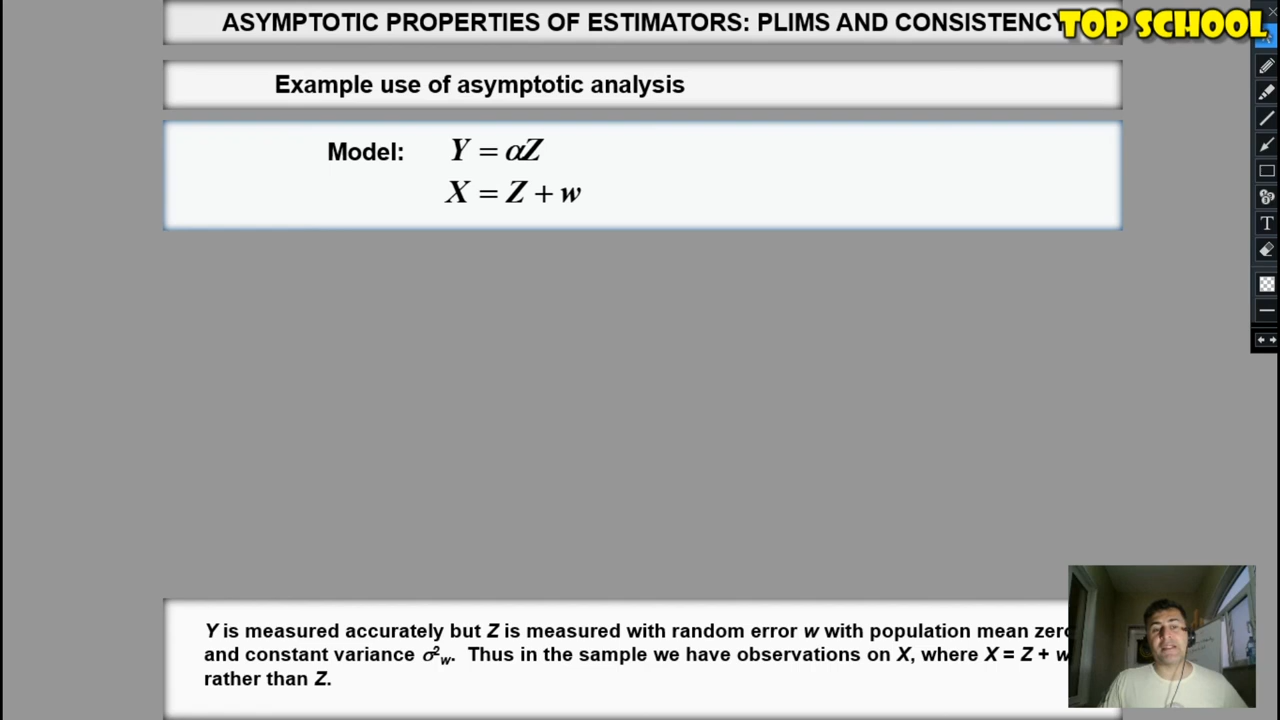 ASYMPTOTIC PROPERTIES OF ESTIMATORS: PLIMS AND CONSISTENCY
TOP SCHOOL
Example use of asymptotic analysis
Model: Y = αZ
X = Z + w
Y is measured accurately but Z is measured with random error w with population mean zero
and constant variance σ²w. Thus in the sample we have observations on X, where X = Z + w
rather than Z.